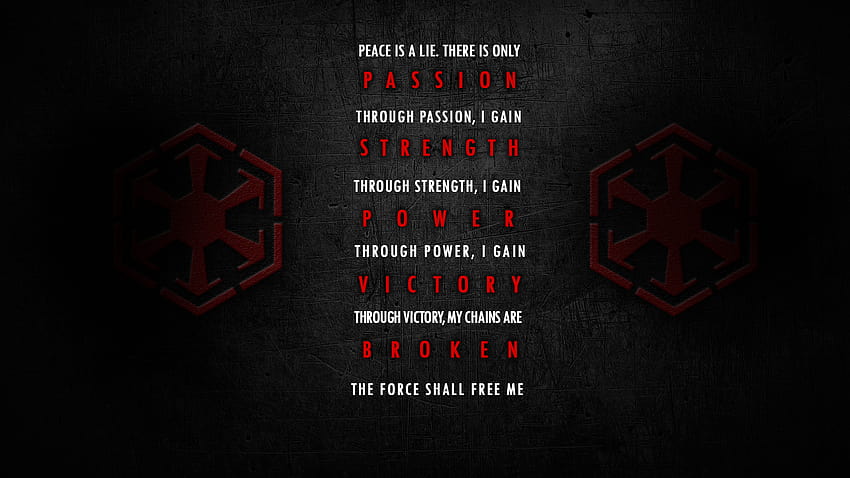 PEACE IS A LIE. THERE IS ONLY
PASSION
THROUGH PASSION, I GAIN
STRENGTH
THROUGH STRENGTH, I GAIN
POWER
THROUGH POWER, I GAIN
VICTORY
THROUGH VICTORY, MY CHAINS ARE
BROKEN
THE FORCE SHALL FREE ME